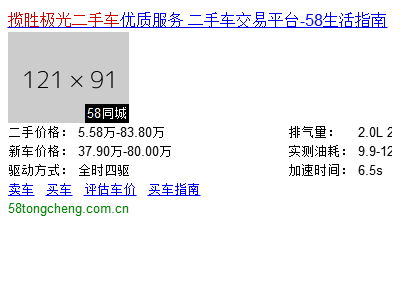 揽胜极光二手车优质服务 二手车交易平台-58生活指南
121 × 91
58同城
二手价格： 5.58万-83.80万 排气量： 2.0L 2
新车价格： 37.90万-80.00万 实测油耗： 9.9-12
驱动方式： 全时四驱 加速时间： 6.5s
卖车 买车 评估车价 买车指南
58tongcheng.com.cn